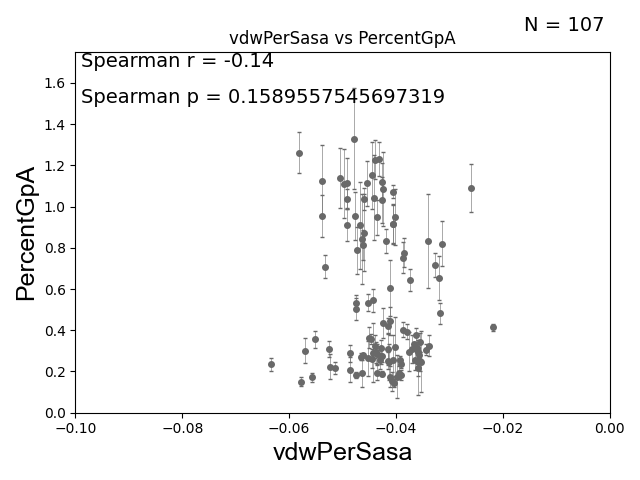 N = 107
vdwPerSasa vs PercentGpA
Spearman r = -0.14
Spearman p = 0.1589557545697319
PercentGpA
1.6
1.4
1.2
1.0
0.8
0.6
0.4
0.2
0.0
−0.10 −0.08 −0.06 −0.04 −0.02 0.00
vdwPerSasa